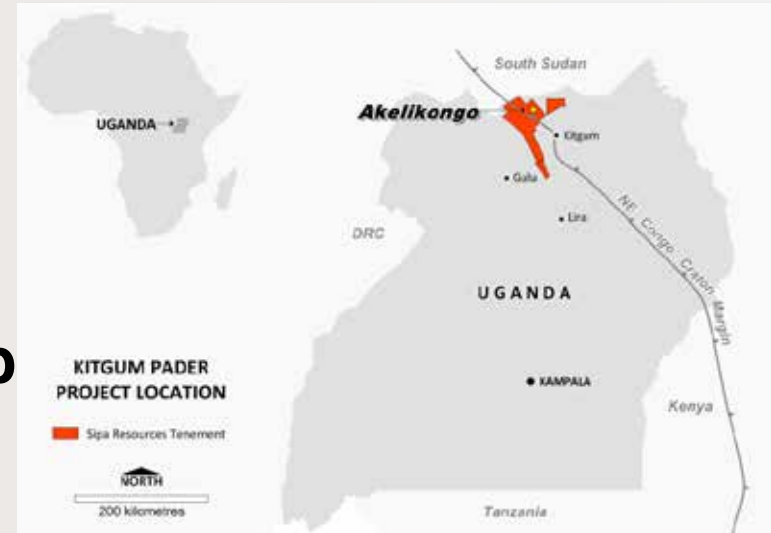 South Sudan
UGANDA
Akelikongo
Kitgum
Gulu
Lira
DRC
NE Congo Craton Margin
UGANDA
KAMPALA
KITGUM PADER
PROJECT LOCATION
Kenya
Sipa Resources Tenement
NORTH
200 kilometres
Tanzania